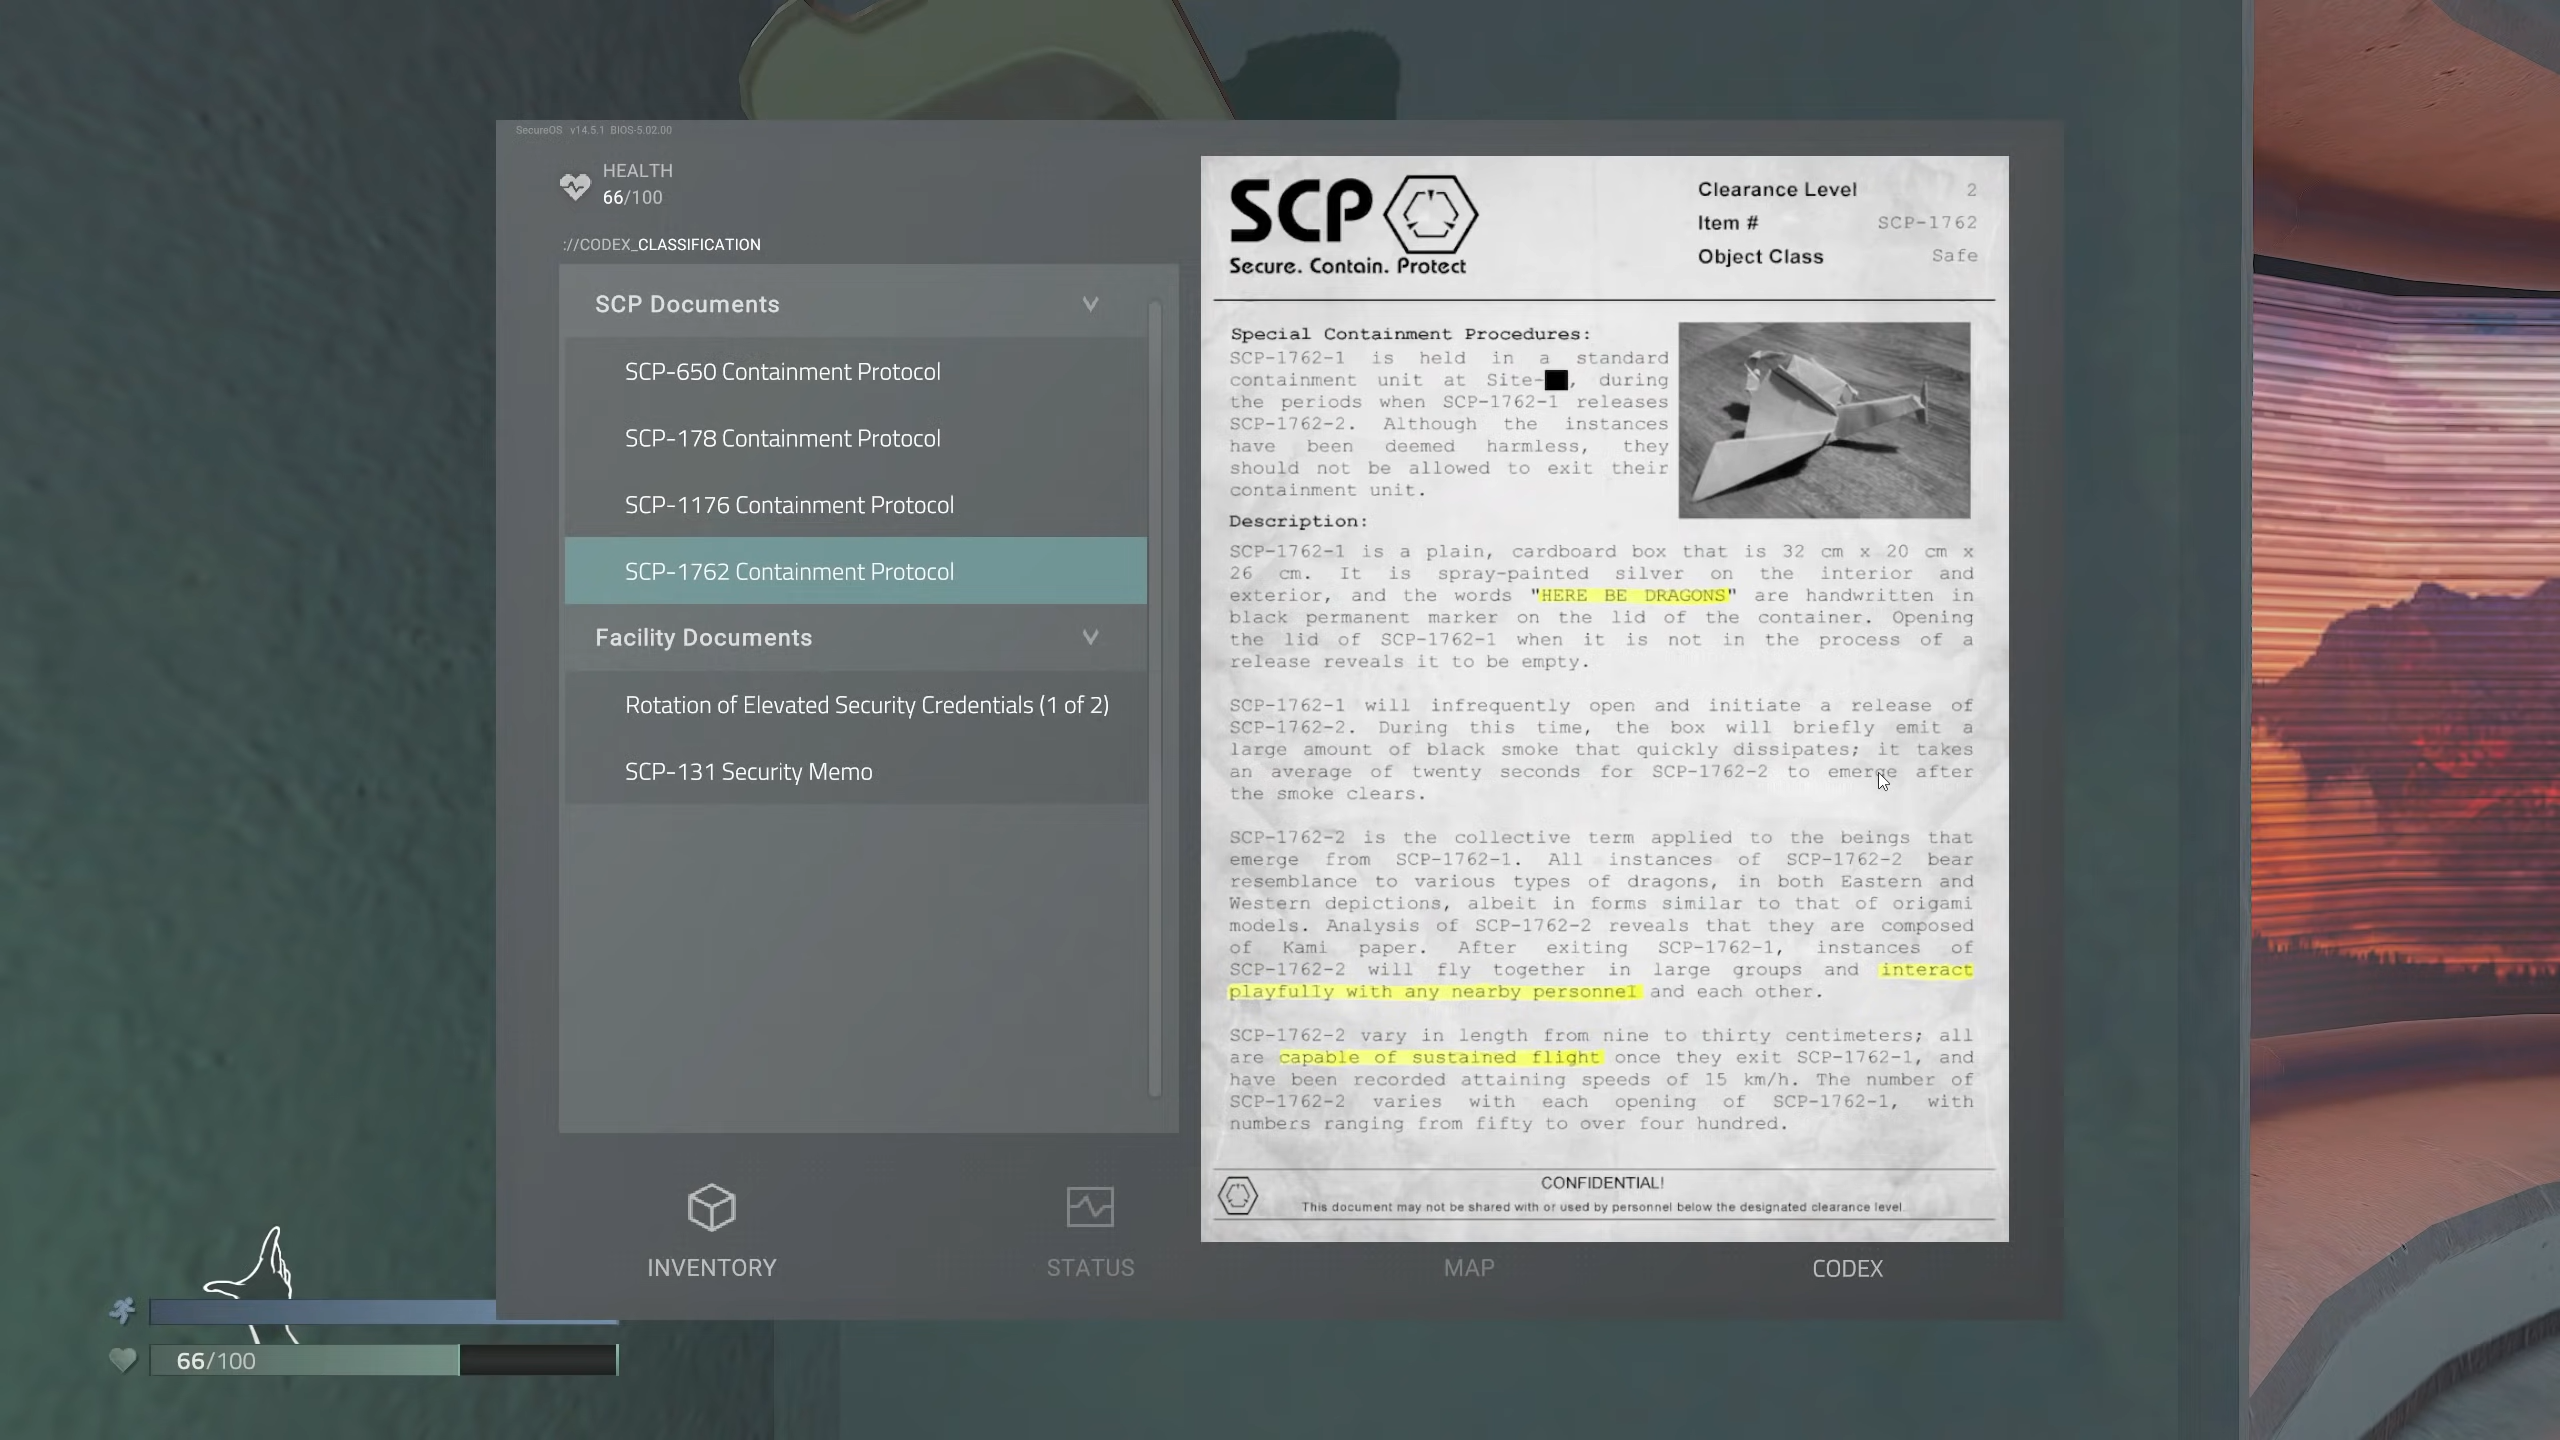 SecureOS v14.5.1 BIOS-5.02.00
HEALTH
66/100
://CODEX_CLASSIFICATION
SCP Documents
SCP-650 Containment Protocol
SCP-178 Containment Protocol
SCP-1176 Containment Protocol
SCP-1762 Containment Protocol
Facility Documents
Rotation of Elevated Security Credentials (1 of 2)
SCP-131 Security Memo
SCP
Secure. Contain. Protect
Clearance Level 2
Item # SCP-1762
Object Class Safe
Special Containment Procedures:
SCP-1762-1 is held in a standard
containment unit at Site-█, during
the periods when SCP-1762-1 releases
SCP-1762-2. Although the instances
have been deemed harmless, they
should not be allowed to exit their
containment unit.
Description:
SCP-1762-1 is a plain, cardboard box that is 32 cm x 20 cm x
26 cm. It is spray-painted silver on the interior and
exterior, and the words "HERE BE DRAGONS" are handwritten in
black permanent marker on the lid of the container. Opening
the lid of SCP-1762-1 when it is not in the process of a
release reveals it to be empty.
SCP-1762-1 will infrequently open and initiate a release of
SCP-1762-2. During this time, the box will briefly emit a
large amount of black smoke that quickly dissipates; it takes
an average of twenty seconds for SCP-1762-2 to emerge after
the smoke clears.
SCP-1762-2 is the collective term applied to the beings that
emerge from SCP-1762-1. All instances of SCP-1762-2 bear
resemblance to various types of dragons, in both Eastern and
Western depictions, albeit in forms similar to that of origami
models. Analysis of SCP-1762-2 reveals that they are composed
of Kami paper. After exiting SCP-1762-1, instances of
SCP-1762-2 will fly together in large groups and interact
playfully with any nearby personnel and each other.
SCP-1762-2 vary in length from nine to thirty centimeters; all
are capable of sustained flight once they exit SCP-1762-1, and
have been recorded attaining speeds of 15 km/h. The number of
SCP-1762-2 varies with each opening of SCP-1762-1, with
numbers ranging from fifty to over four hundred.
CONFIDENTIAL!
This document may not be shared with or used by personnel below the designated clearance level.
INVENTORY
STATUS
MAP
CODEX
66/100